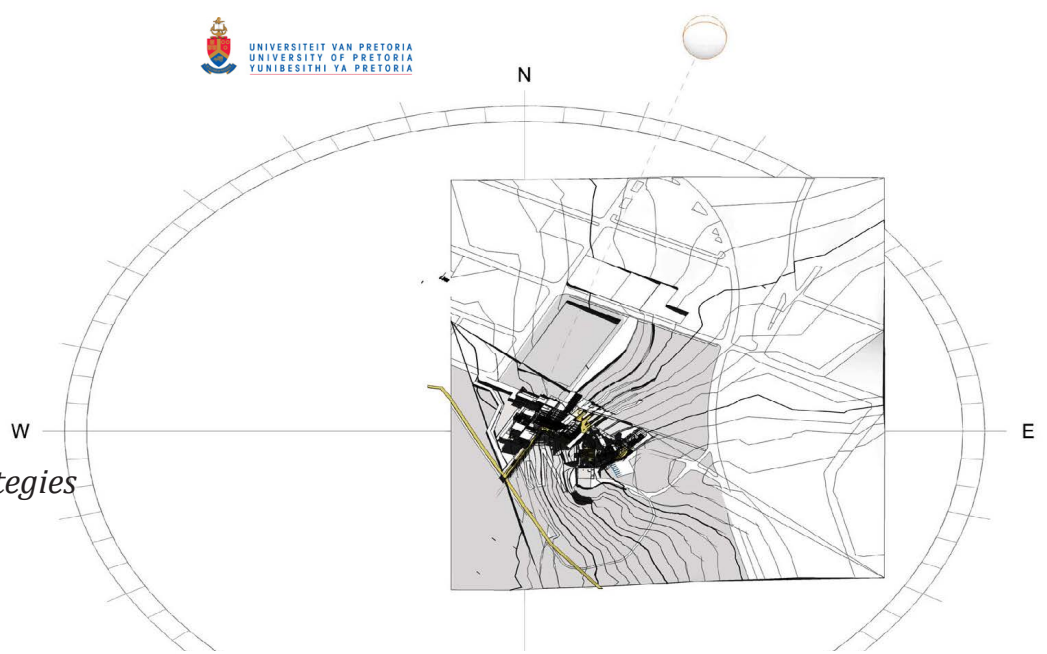 UNIVERSITEIT VAN PRETORIA
UNIVERSITY OF PRETORIA
YUNIBESITHI YA PRETORIA
N
W
E
tegies